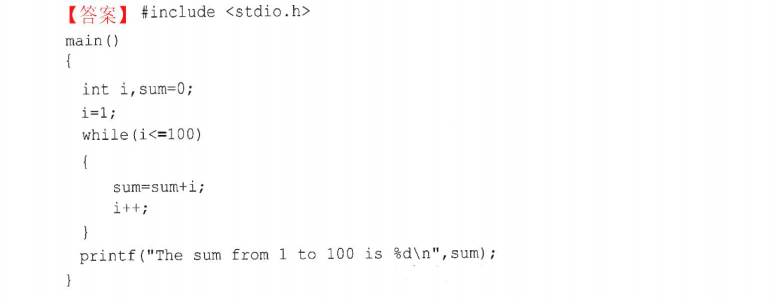 【答案】 #include <stdio.h>
main()
{
int i,sum=0;
i=1;
while(i<=100)
{
sum=sum+i;
i++;
}
printf("The sum from 1 to 100 is %d\n",sum);
}